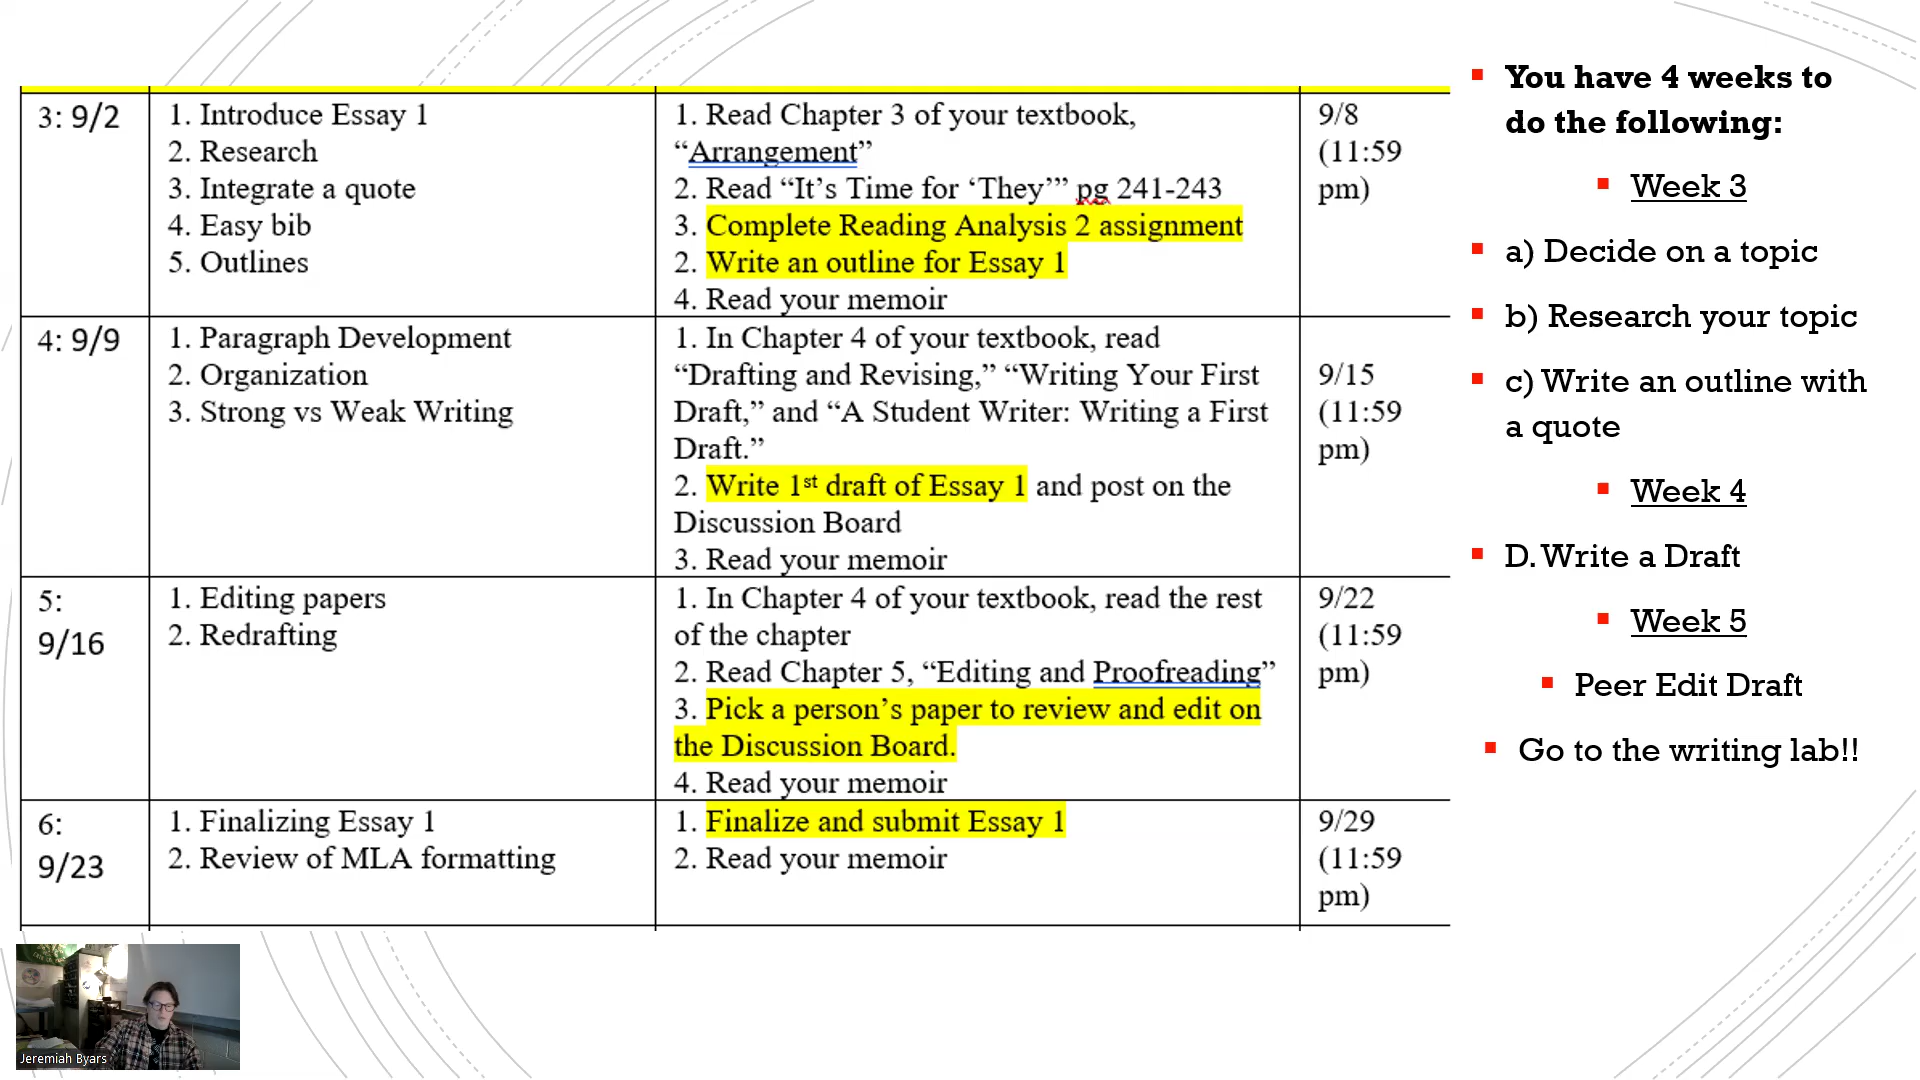 3: 9/2
1. Introduce Essay 1
2. Research
3. Integrate a quote
4. Easy bib
5. Outlines
1. Read Chapter 3 of your textbook,
“Arrangement”
2. Read “It’s Time for ‘They’” pg 241-243
3. Complete Reading Analysis 2 assignment
2. Write an outline for Essay 1
4. Read your memoir
9/8
(11:59
pm)
4: 9/9
1. Paragraph Development
2. Organization
3. Strong vs Weak Writing
1. In Chapter 4 of your textbook, read
“Drafting and Revising,” “Writing Your First
Draft,” and “A Student Writer: Writing a First
Draft.”
2. Write 1st draft of Essay 1 and post on the
Discussion Board
3. Read your memoir
9/15
(11:59
pm)
5:
9/16
1. Editing papers
2. Redrafting
1. In Chapter 4 of your textbook, read the rest
of the chapter
2. Read Chapter 5, “Editing and Proofreading”
3. Pick a person’s paper to review and edit on
the Discussion Board.
4. Read your memoir
9/22
(11:59
pm)
6:
9/23
1. Finalizing Essay 1
2. Review of MLA formatting
1. Finalize and submit Essay 1
2. Read your memoir
9/29
(11:59
pm)
You have 4 weeks to
do the following:
Week 3
a) Decide on a topic
b) Research your topic
c) Write an outline with
a quote
Week 4
D. Write a Draft
Week 5
Peer Edit Draft
Go to the writing lab!!
Jeremiah Byars